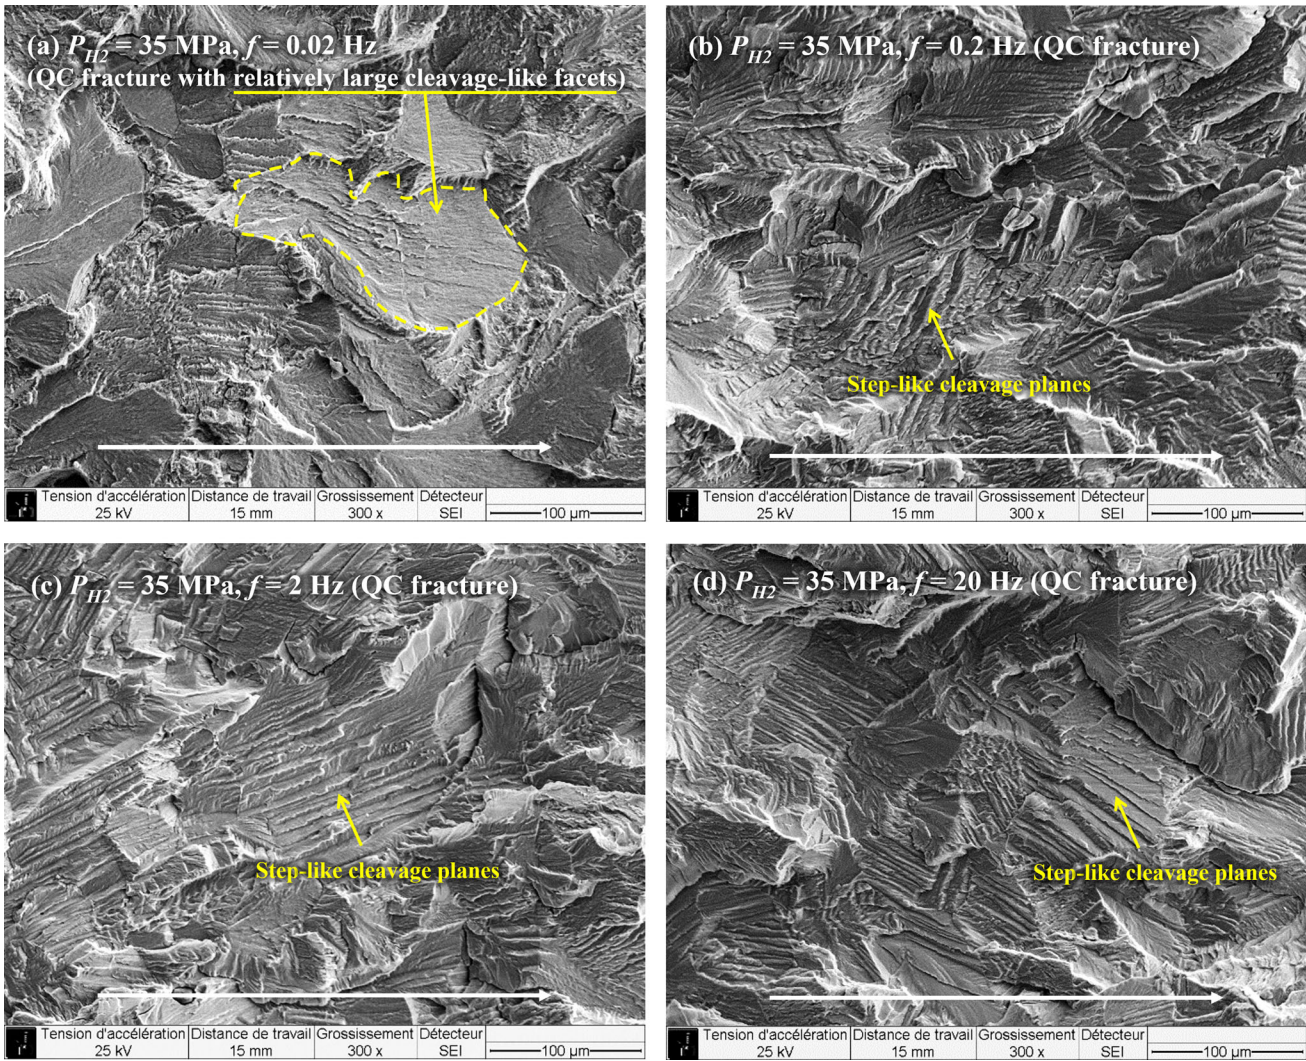 (a) P_H2 = 35 MPa, f = 0.02 Hz
(QC fracture with relatively large cleavage-like facets)
Tension d'accélération Distance de travail Grossissement Détecteur
25 kV 15 mm 300 x SEI 100 µm
(b) P_H2 = 35 MPa, f = 0.2 Hz (QC fracture)
Step-like cleavage planes
Tension d'accélération Distance de travail Grossissement Détecteur
25 kV 15 mm 300 x SEI 100 µm
(c) P_H2 = 35 MPa, f = 2 Hz (QC fracture)
Step-like cleavage planes
Tension d'accélération Distance de travail Grossissement Détecteur
25 kV 15 mm 300 x SEI 100 µm
(d) P_H2 = 35 MPa, f = 20 Hz (QC fracture)
Step-like cleavage planes
Tension d'accélération Distance de travail Grossissement Détecteur
25 kV 15 mm 300 x SEI 100 µm